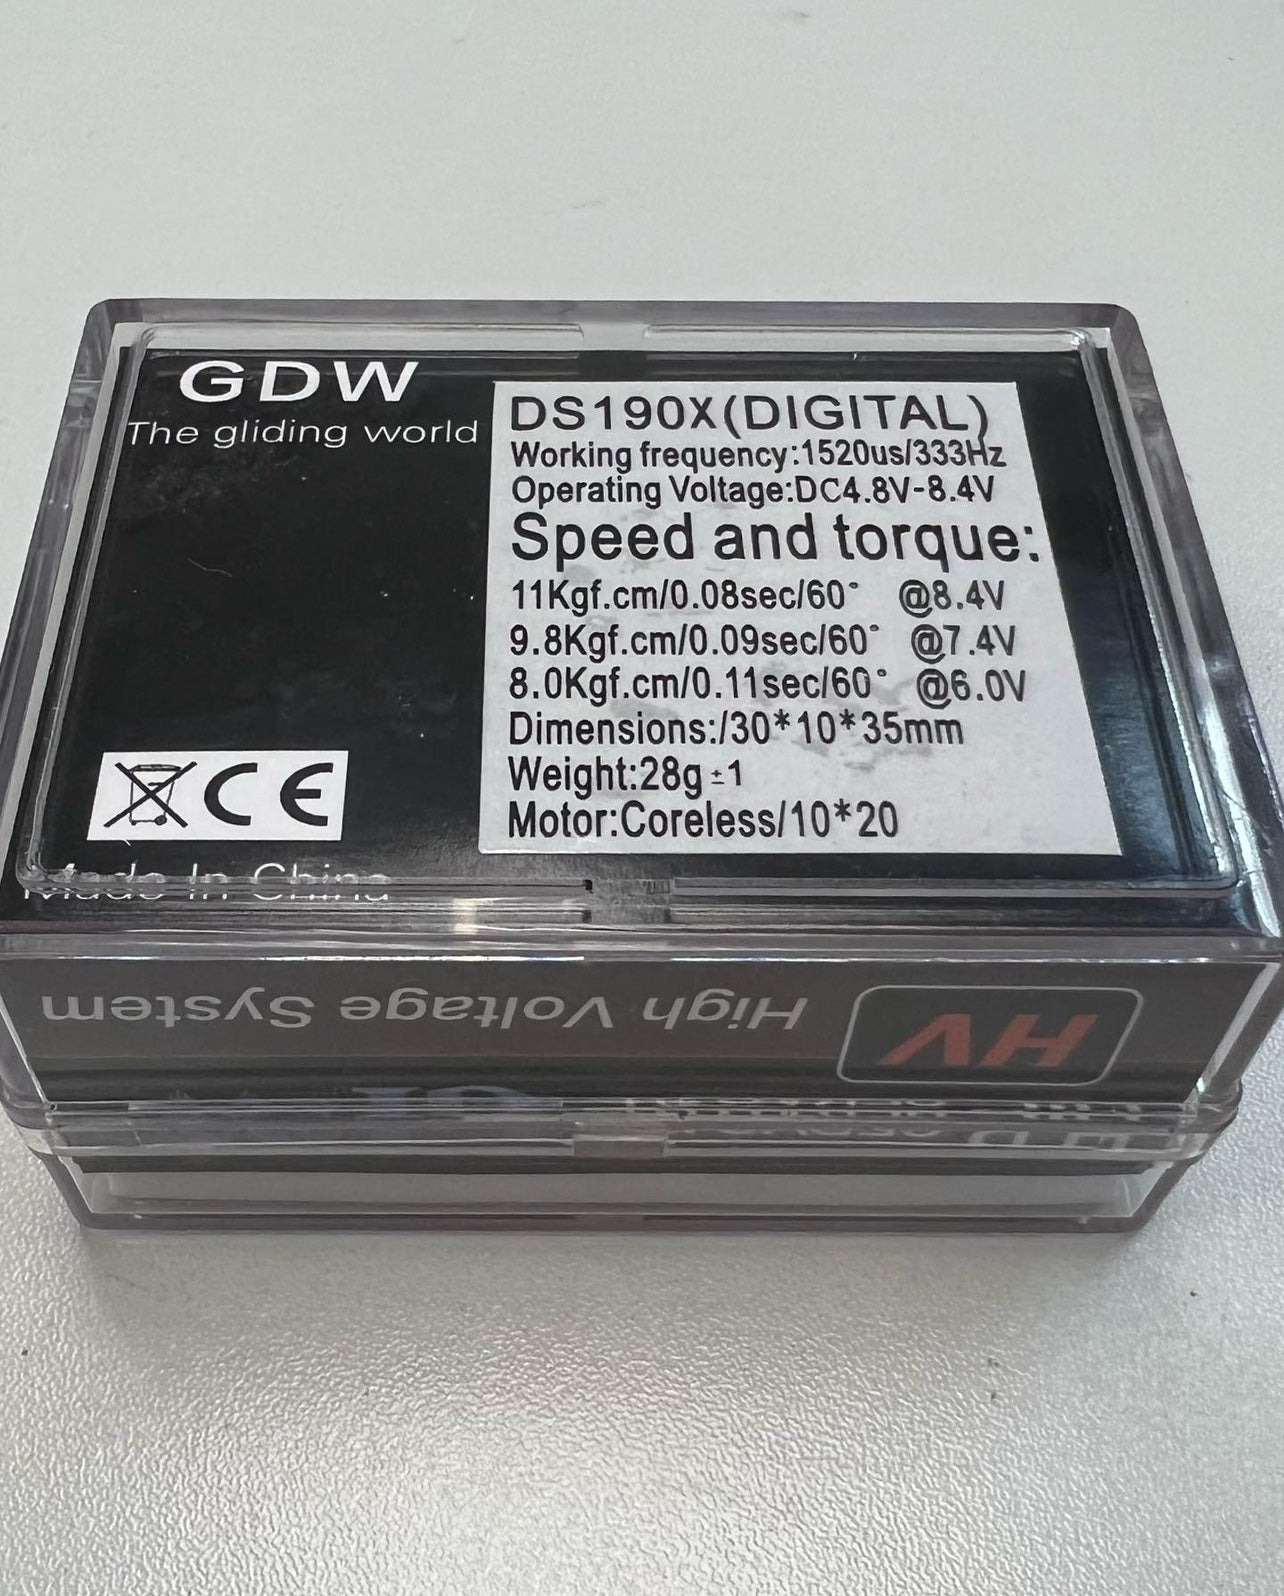 GDW
The gliding world
DS190X(DIGITAL)
Working frequency:1520us/333Hz
Operating Voltage:DC4.8V-8.4V
Speed and torque:
11Kgf.cm/0.08sec/60° @8.4V
9.8Kgf.cm/0.09sec/60° @7.4V
8.0Kgf.cm/0.11sec/60° @6.0V
Dimensions:/30*10*35mm
Weight:28g±1
Motor:Coreless/10*20
CE
Made In China
High Voltage System
HV